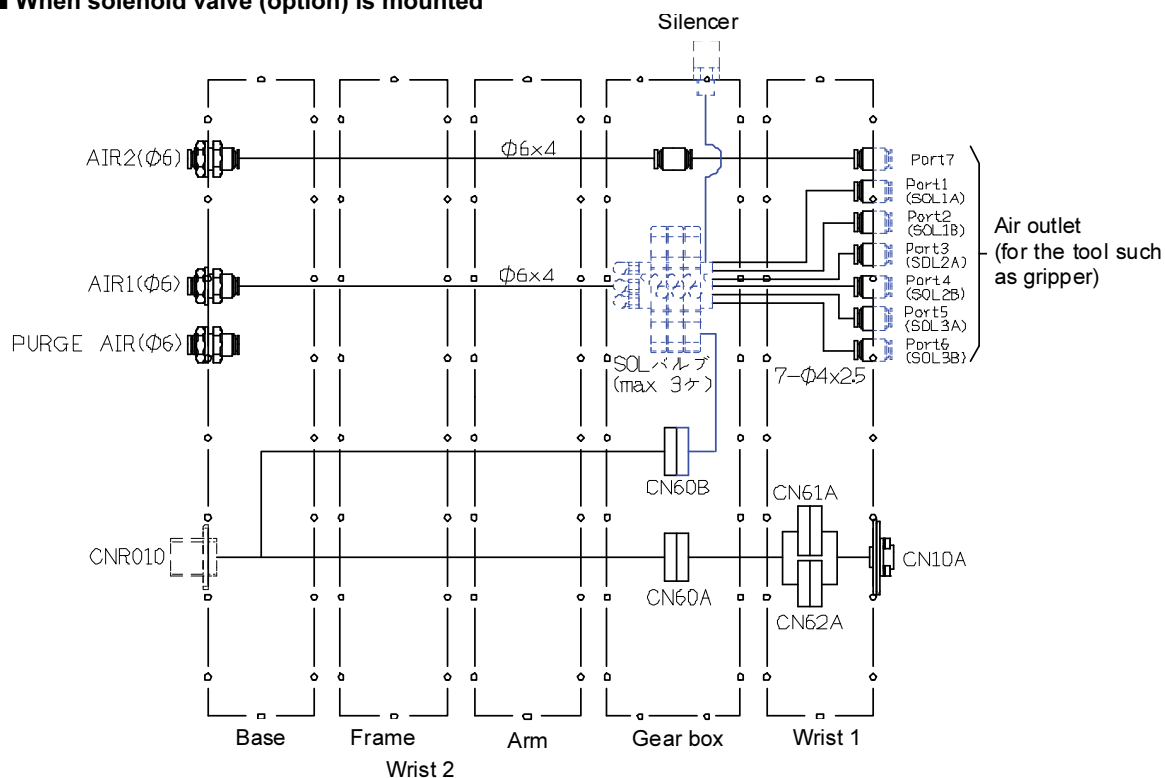 When solenoid valve (option) is mounted
Silencer
AIR2(Φ6)
Φ6×4
Port7
Port1
(SOL1A)
Port2
(SOL1B)
Port3
(SOL2A)
Port4
(SOL2B)
Port5
(SOL3A)
Port6
(SOL3B)
Air outlet
(for the tool such
as gripper)
AIR1(Φ6)
Φ6×4
PURGE AIR(Φ6)
SOLバルブ
(max 3ケ)
7-Φ4×2.5
CN60B
CN61A
CNR010
CN10A
CN60A
CN62A
Base
Frame
Arm
Gear box
Wrist 1
Wrist 2